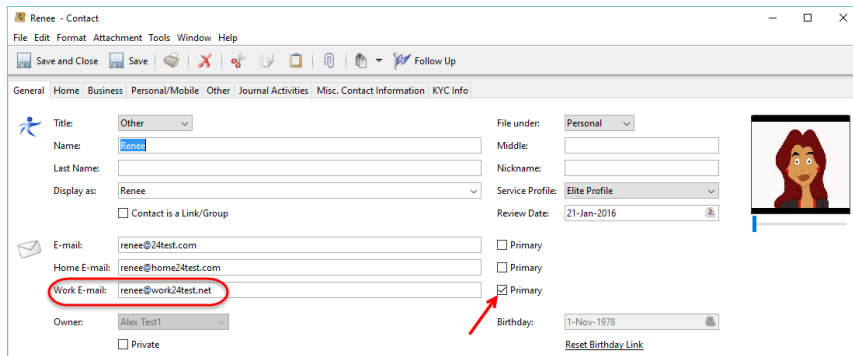 Renee - Contact
File Edit Format Attachment Tools Window Help
Save and Close Save Follow Up
General Home Business Personal/Mobile Other Journal Activities Misc. Contact Information KYC Info
Title: Other File under: Personal
Name: Renee Middle:
Last Name: Nickname:
Display as: Renee Service Profile: Elite Profile
Contact is a Link/Group Review Date: 21-Jan-2016
E-mail: renee@24test.com Primary
Home E-mail: renee@home24test.com Primary
Work E-mail: renee@work24test.net Primary
Owner: Alex Test1 Birthday: 1-Nov-1978
Private Reset Birthday Link